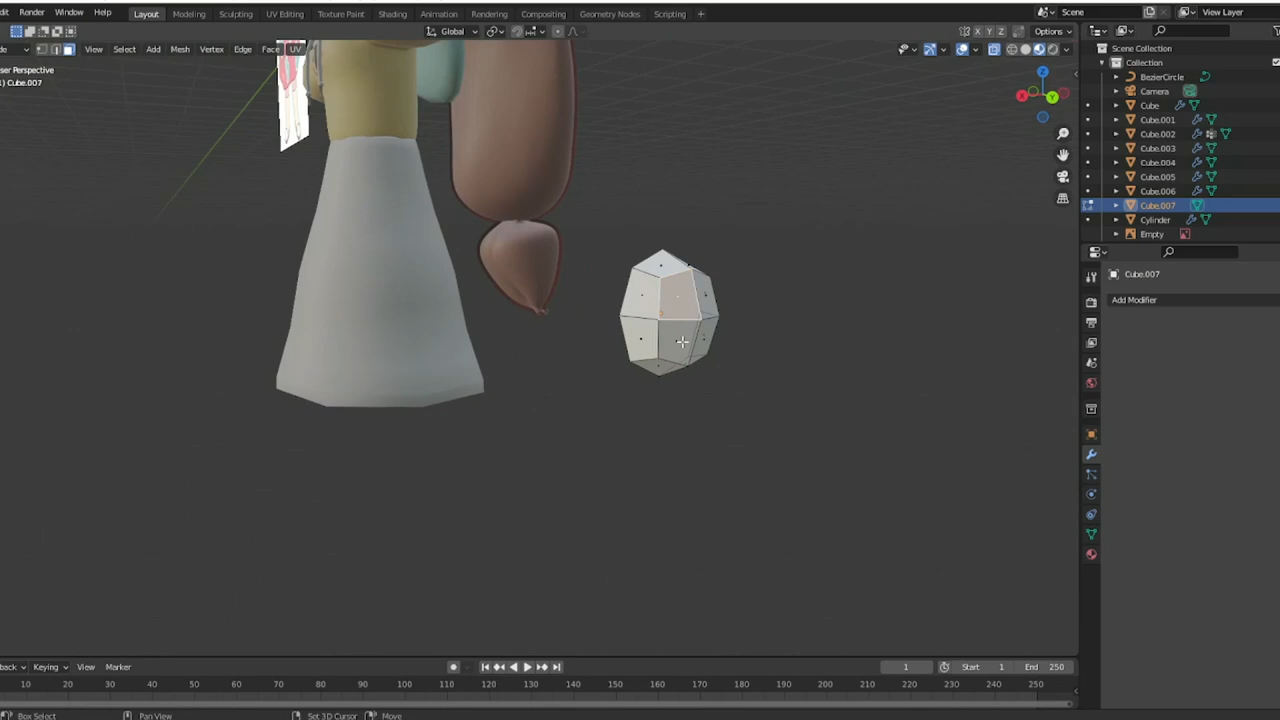 dit Render Window Help Layout Modeling Sculpting UV Editing Texture Paint Shading Animation Rendering Compositing Geometry Nodes Scripting + Scene View Layer
Global X Y Z Options
de View Select Add Mesh Vertex Edge Face UV
ser Perspective
) Cube.007
X
Y
Z
Scene Collection
Collection
BezierCircle
Camera
Cube
Cube.001
Cube.002
Cube.003
Cube.004
Cube.005
Cube.006
Cube.007
Cylinder
Empty
Cube.007
Add Modifier
back Keying View Marker 1 Start 1 End 250
10 20 30 40 50 60 70 80 90 100 110 120 130 140 150 160 170 180 190 200 210 220 230 240 250
Box Select Pan View Set 3D Cursor Move